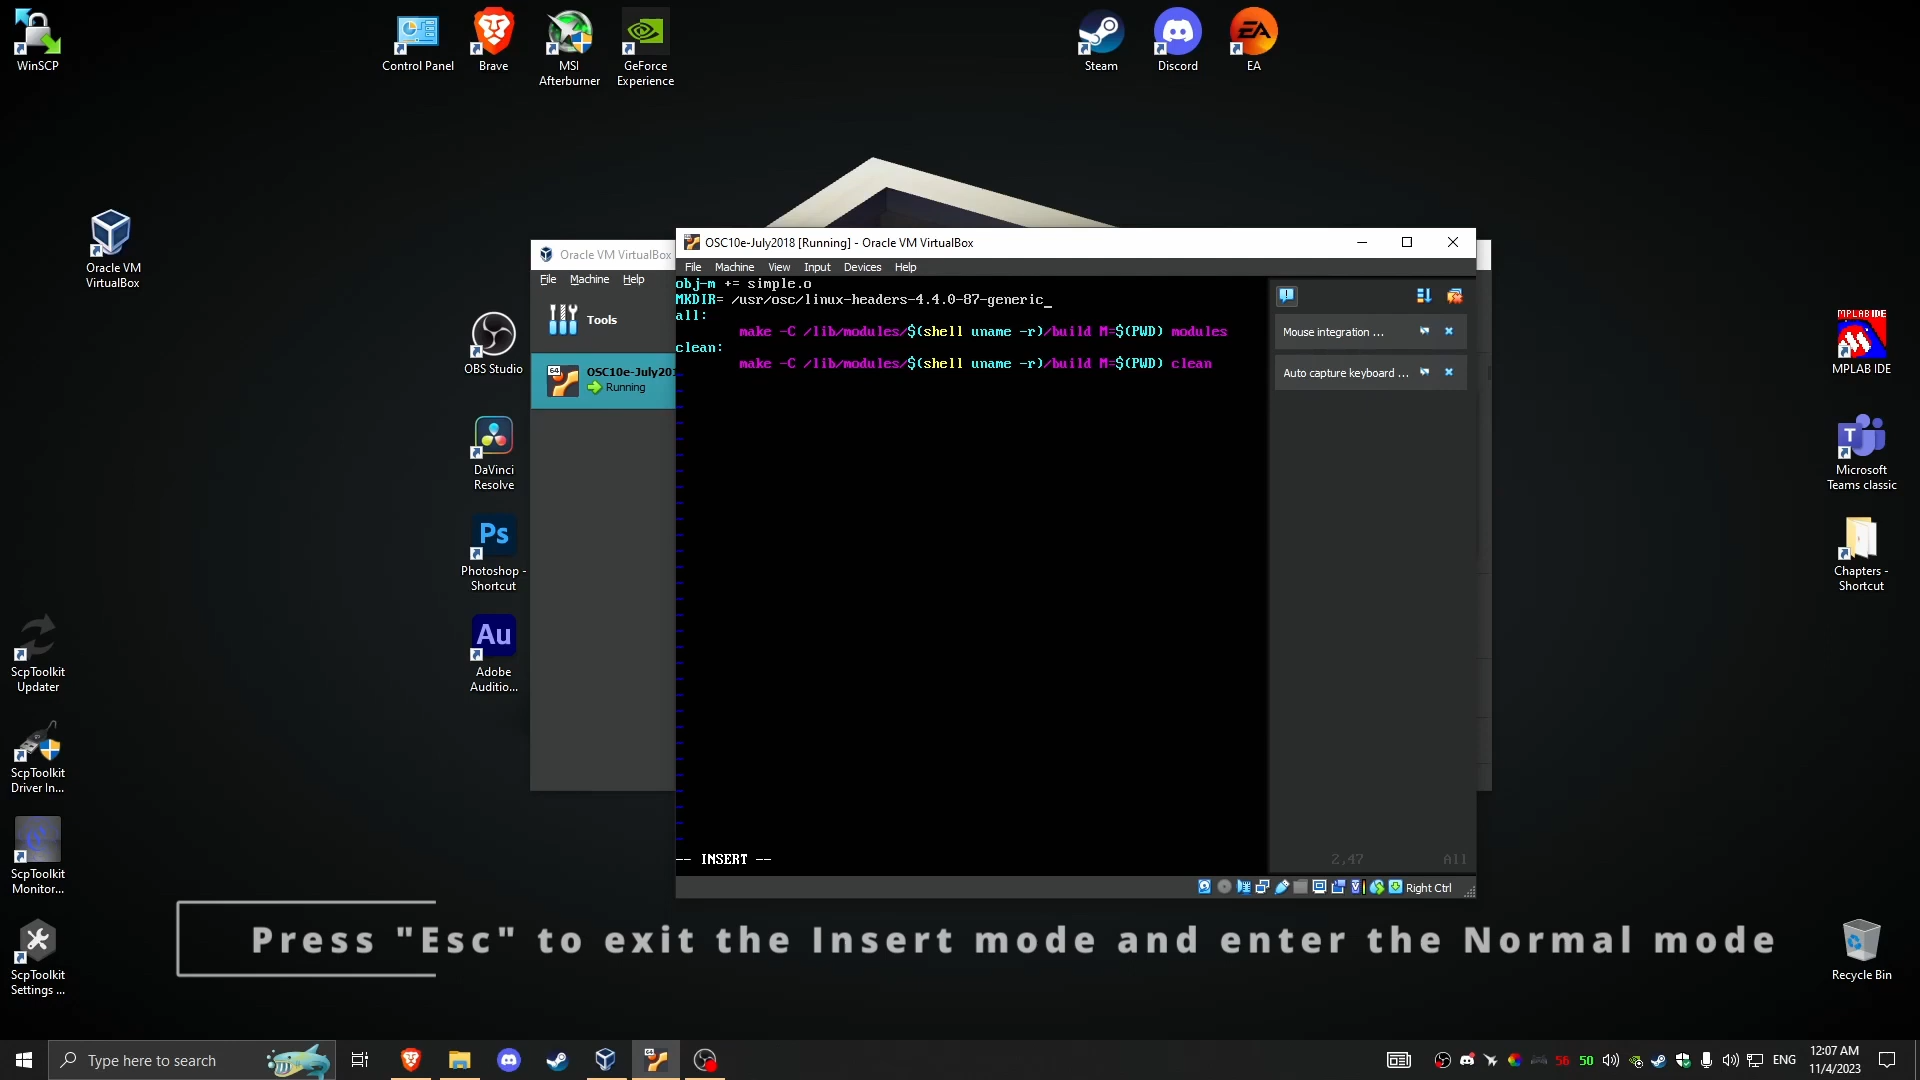 WinSCP
Control Panel
Brave
MSI
Afterburner
GeForce
Experience
Steam
Discord
EA
Oracle VM
VirtualBox
OBS Studio
DaVinci
Resolve
Ps
Photoshop -
Shortcut
Au
Adobe
Auditio...
ScpToolkit
Updater
ScpToolkit
Driver In...
ScpToolkit
Monitor...
ScpToolkit
Settings ...
MPLAB IDE
MPLAB IDE
Microsoft
Teams classic
Chapters -
Shortcut
Recycle Bin
Oracle VM VirtualBox
File Machine Help
Tools
64
OSC10e-July201
Running
OSC10e-July2018 [Running] - Oracle VM VirtualBox
File Machine View Input Devices Help
obj-m += simple.o
MKDIR= /usr/osc/linux-headers-4.4.0-87-generic_
all:
make -C /lib/modules/$(shell uname -r)/build M=$(PWD) modules
clean:
make -C /lib/modules/$(shell uname -r)/build M=$(PWD) clean
-- INSERT --
2,47 All
Mouse integration ...
Auto capture keyboard ...
Right Ctrl
Press "Esc" to exit the Insert mode and enter the Normal mode
Type here to search
56 50
ENG
12:07 AM
11/4/2023